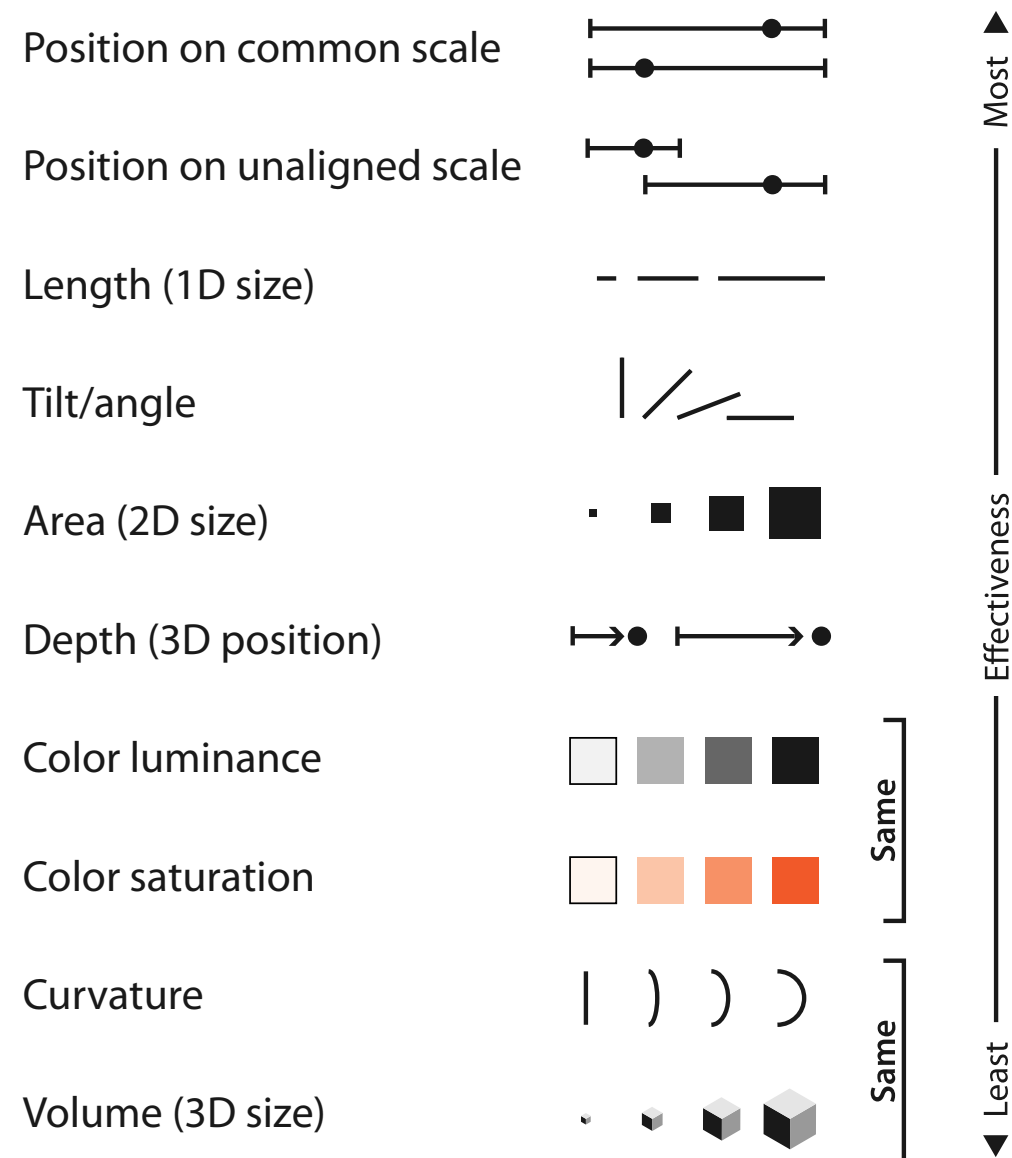 Position on common scale
Position on unaligned scale
Length (1D size)
Tilt/angle
Area (2D size)
Depth (3D position)
Color luminance
Color saturation
Curvature
Volume (3D size)
Same
Same
Most
Effectiveness
Least